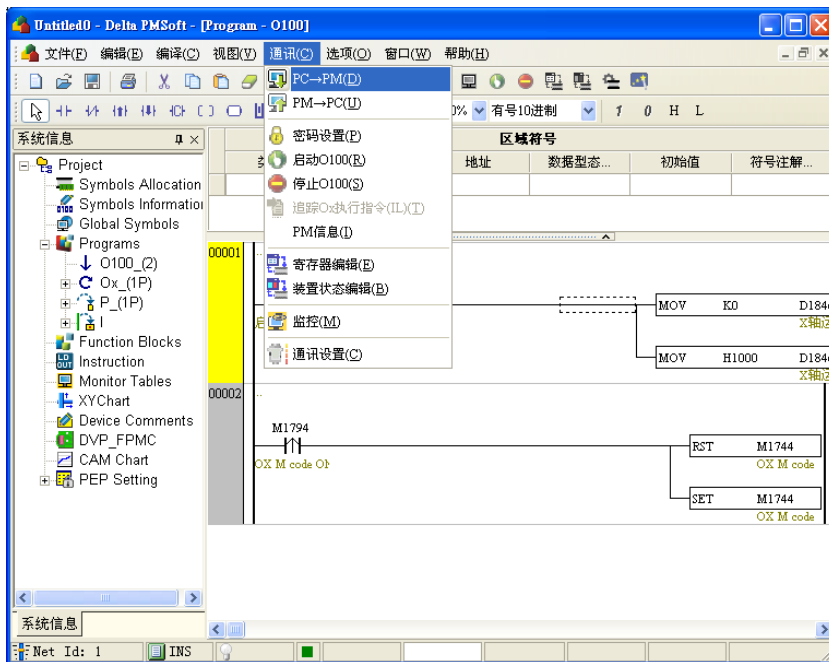 Untitled0 - Delta PMSoft - [Program - O100]
文件(F) 编辑(E) 编译(C) 视图(V) 通讯(C) 选项(O) 窗口(W) 帮助(H)
PC→PM(D)
PM→PC(U)
密码设置(P)
启动O100(R)
停止O100(S)
追踪Ox执行指令(IL)(T)
PM信息(I)
寄存器编辑(E)
装置状态编辑(B)
监控(M)
通讯设置(C)
0% 有号10进制 1 0 H L
系统信息
Project
Symbols Allocation
Symbols Information
Global Symbols
Programs
O100_(2)
Ox_(1P)
P_(1P)
I
Function Blocks
Instruction
Monitor Tables
XYChart
Device Comments
DVP_FPMC
CAM Chart
PEP Setting
系统信息
区域符号
地址 数据型态... 初始值 符号注解...
00001
MOV K0 D184
X轴
MOV H1000 D184
X轴
00002
M1794
OX M code
RST M1744
OX M code
SET M1744
OX M code
Net Id: 1 INS